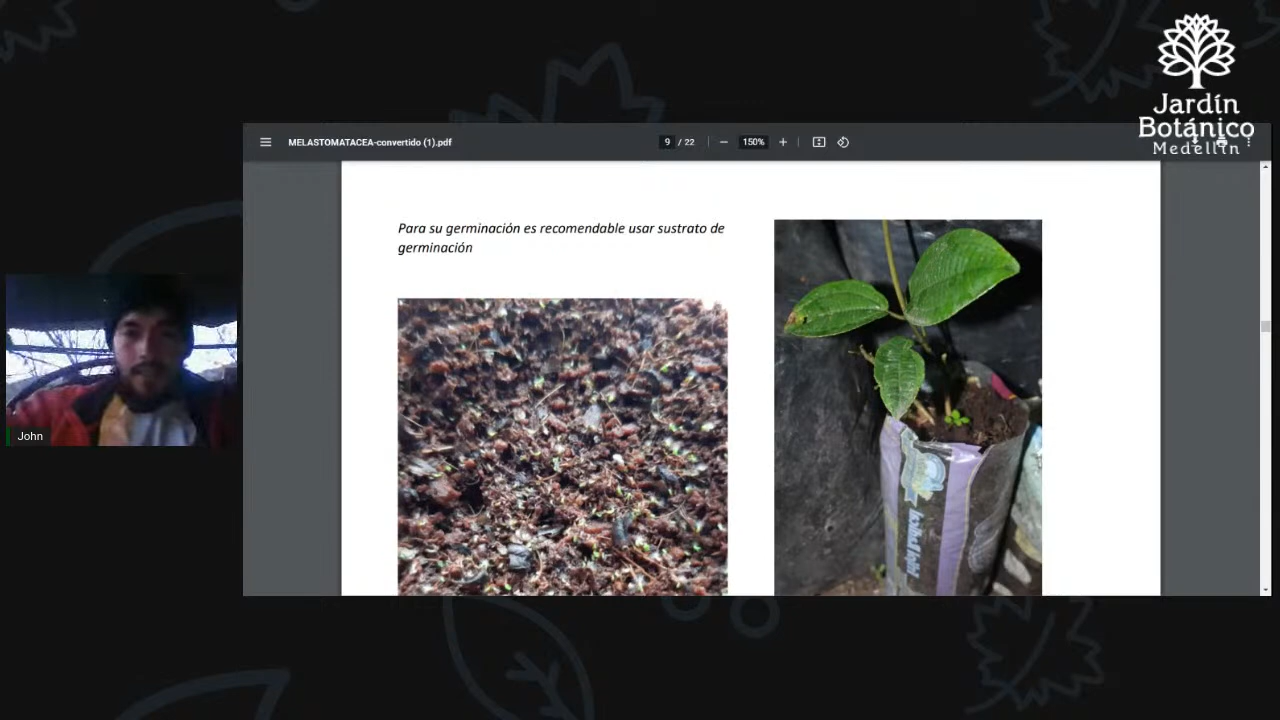 Jardín
Botánico
Medellín
MELASTOMATACEA-convertido (1).pdf
9 / 22
150%
Para su germinación es recomendable usar sustrato de
germinación
John